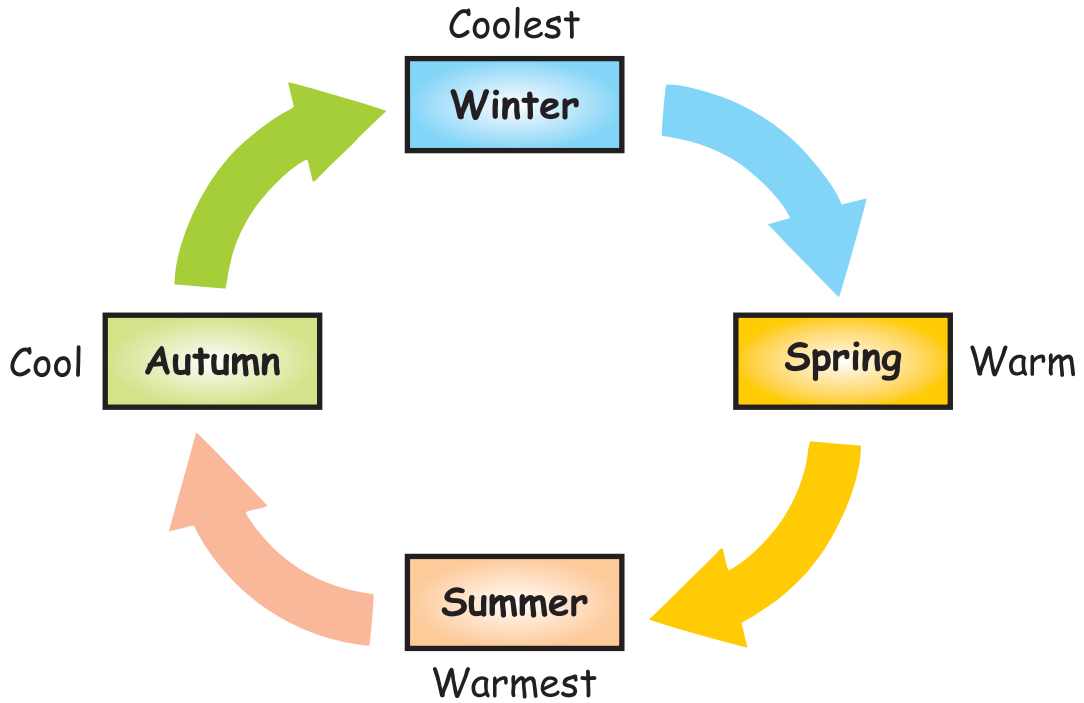 Coolest
Winter
Cool
Autumn
Spring
Warm
Summer
Warmest